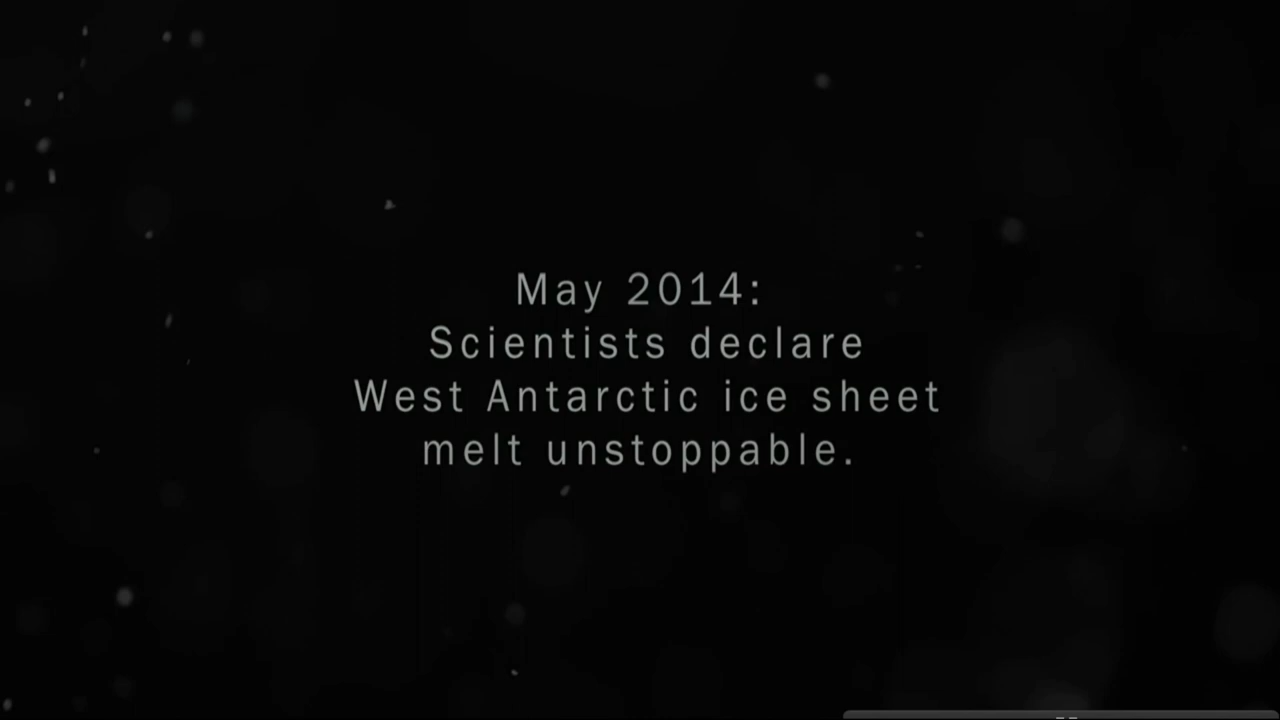 May 2014:
Scientists declare
West Antarctic ice sheet
melt unstoppable.